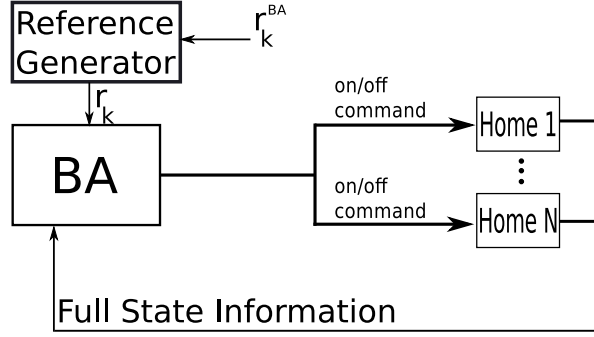 Reference
Generator
r_k^BA
r_k
BA
on/off
command
Home 1
on/off
command
Home N
Full State Information